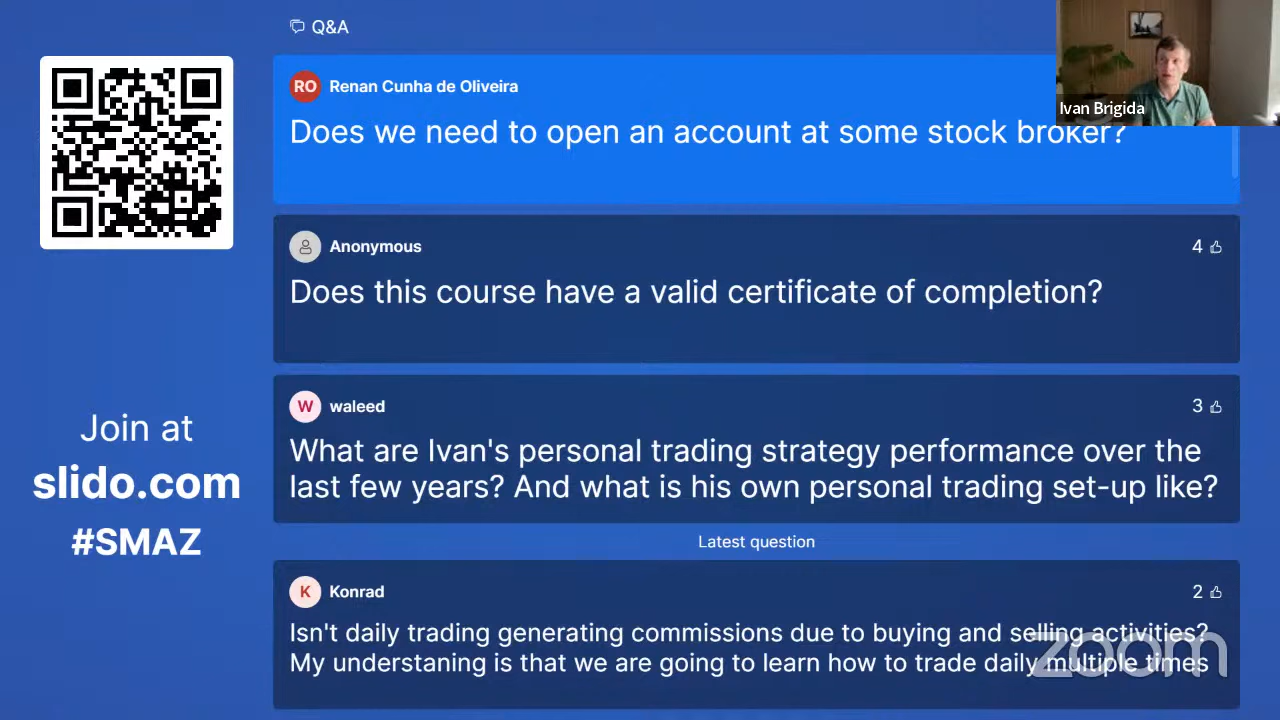 Q&A
RO Renan Cunha de Oliveira
Does we need to open an account at some stock broker?
Ivan Brigida
Anonymous 4
Does this course have a valid certificate of completion?
W waleed 3
What are Ivan's personal trading strategy performance over the
last few years? And what is his own personal trading set-up like?
Join at
slido.com
#SMAZ
Latest question
K Konrad 2
Isn't daily trading generating commissions due to buying and selling activities?
My understaning is that we are going to learn how to trade daily multiple times
zoom